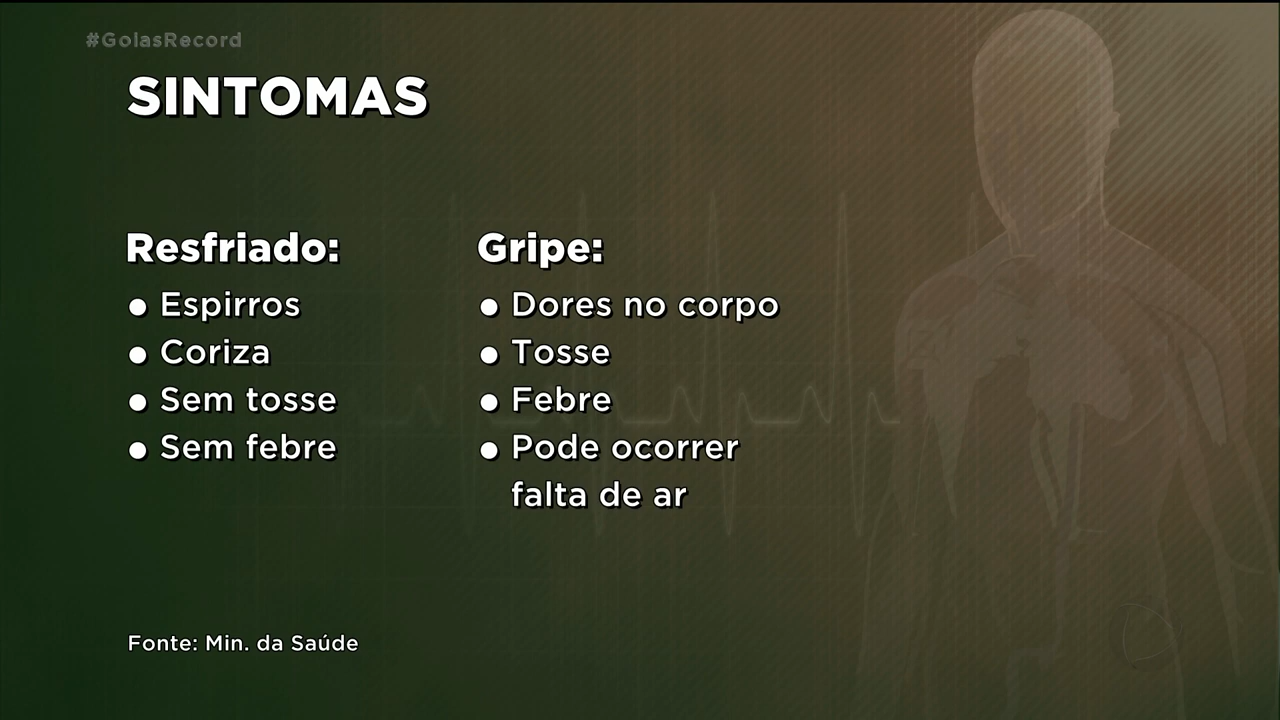 #GolasRecord
SINTOMAS
Resfriado:
● Espirros
● Coriza
● Sem tosse
● Sem febre
Gripe:
● Dores no corpo
● Tosse
● Febre
● Pode ocorrer
falta de ar
Fonte: Min. da Saúde